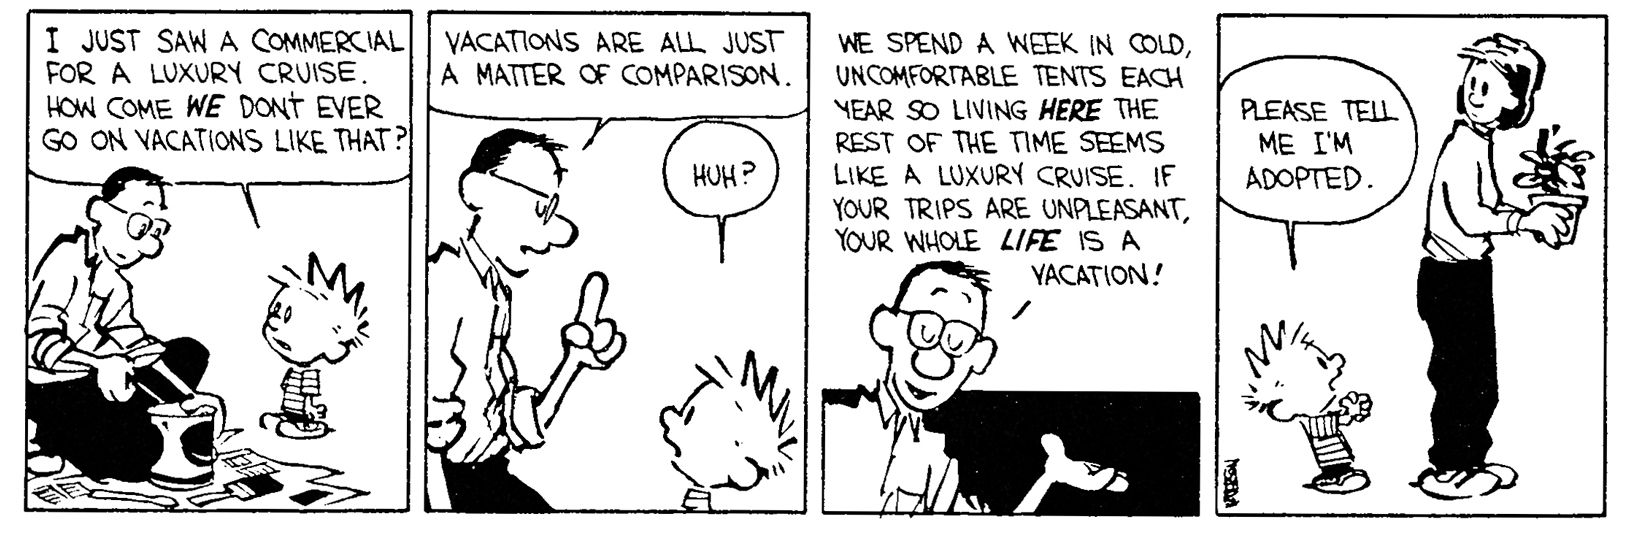 I JUST SAW A COMMERCIAL
FOR A LUXURY CRUISE.
HOW COME WE DON'T EVER
GO ON VACATIONS LIKE THAT?
VACATIONS ARE ALL JUST
A MATTER OF COMPARISON.
HUH?
WE SPEND A WEEK IN COLD,
UNCOMFORTABLE TENTS EACH
YEAR SO LIVING HERE THE
REST OF THE TIME SEEMS
LIKE A LUXURY CRUISE. IF
YOUR TRIPS ARE UNPLEASANT,
YOUR WHOLE LIFE IS A
VACATION!
PLEASE TELL
ME I'M
ADOPTED.
WATTERSON